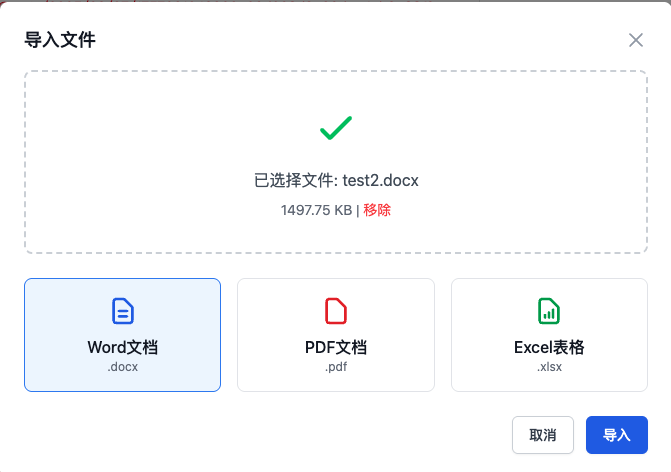 导入文件
已选择文件: test2.docx
1497.75 KB | 移除
Word文档
.docx
PDF文档
.pdf
Excel表格
.xlsx
取消
导入